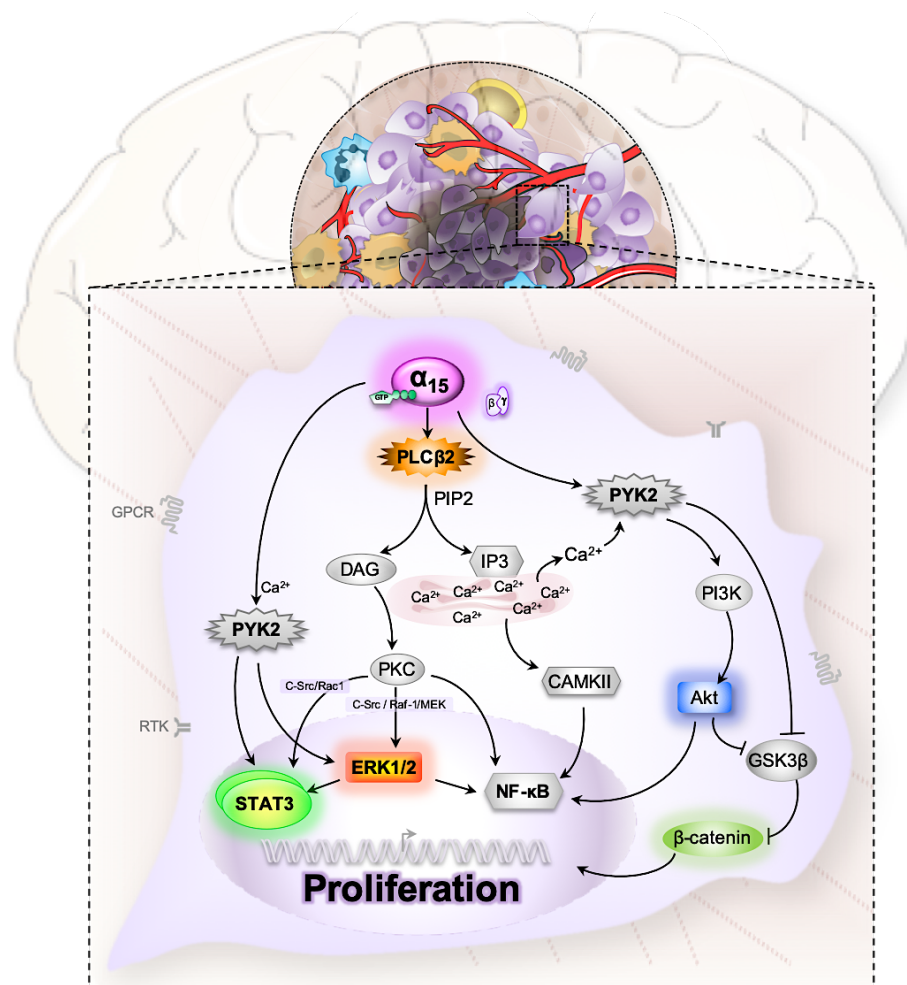 α15
GTP
β γ
PLCβ2
PIP2
PYK2
GPCR
DAG
IP3
Ca2+
Ca2+
Ca2+
Ca2+
Ca2+
Ca2+
Ca2+
Ca2+
PI3K
PYK2
PKC
C-Src/Rac1
C-Src / Raf-1/MEK
CAMKII
Akt
RTK
ERK1/2
GSK3β
NF-κB
STAT3
β-catenin
Proliferation